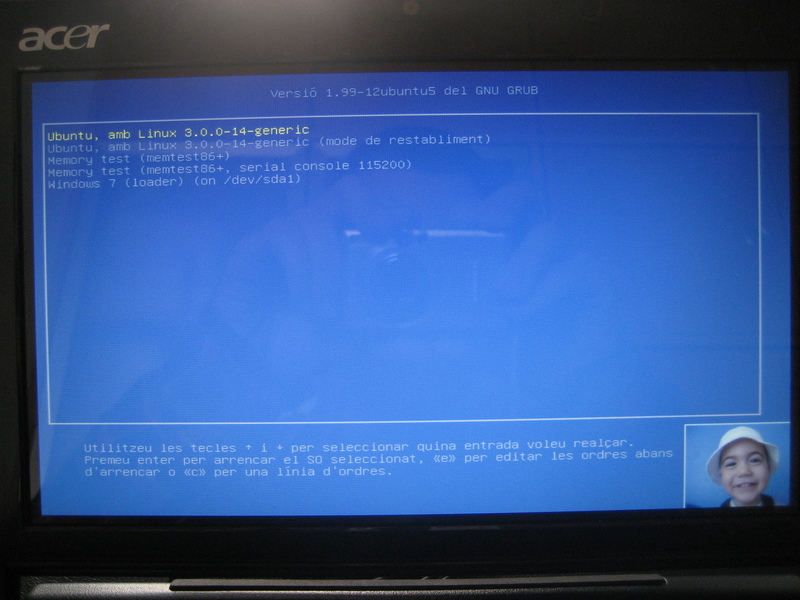 acer
Versió 1.99-12ubuntu5 del GNU GRUB
Ubuntu, amb Linux 3.0.0-14-generic
Ubuntu, amb Linux 3.0.0-14-generic (mode de restabliment)
Memory test (memtest86+)
Memory test (memtest86+, serial console 115200)
Windows 7 (loader) (on /dev/sda1)
Utilitzeu les tecles ↑ i ↓ per seleccionar quina entrada voleu realçar.
Premeu enter per arrencar el SO seleccionat, «e» per editar les ordres abans
d'arrencar o «c» per una línia d'ordres.